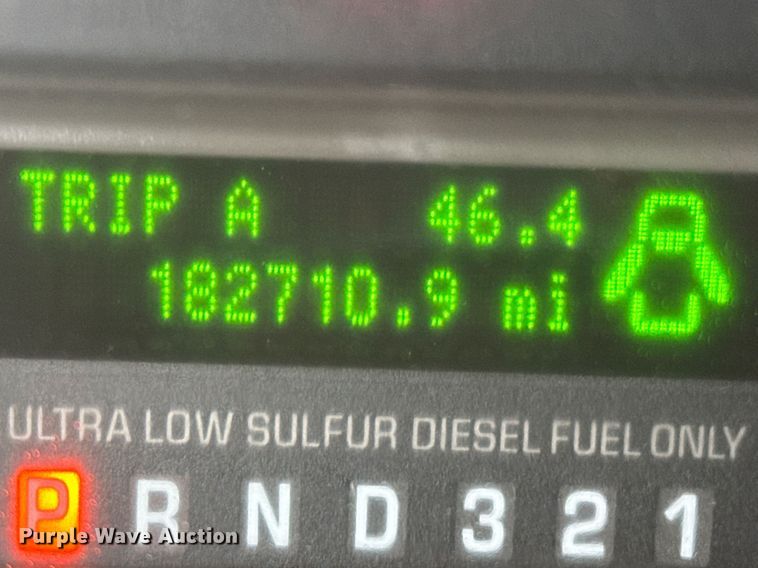 TRIP A 46.4
182710.9 mi
ULTRA LOW SULFUR DIESEL FUEL ONLY
P R N D 3 2 1
Purple Wave Auction